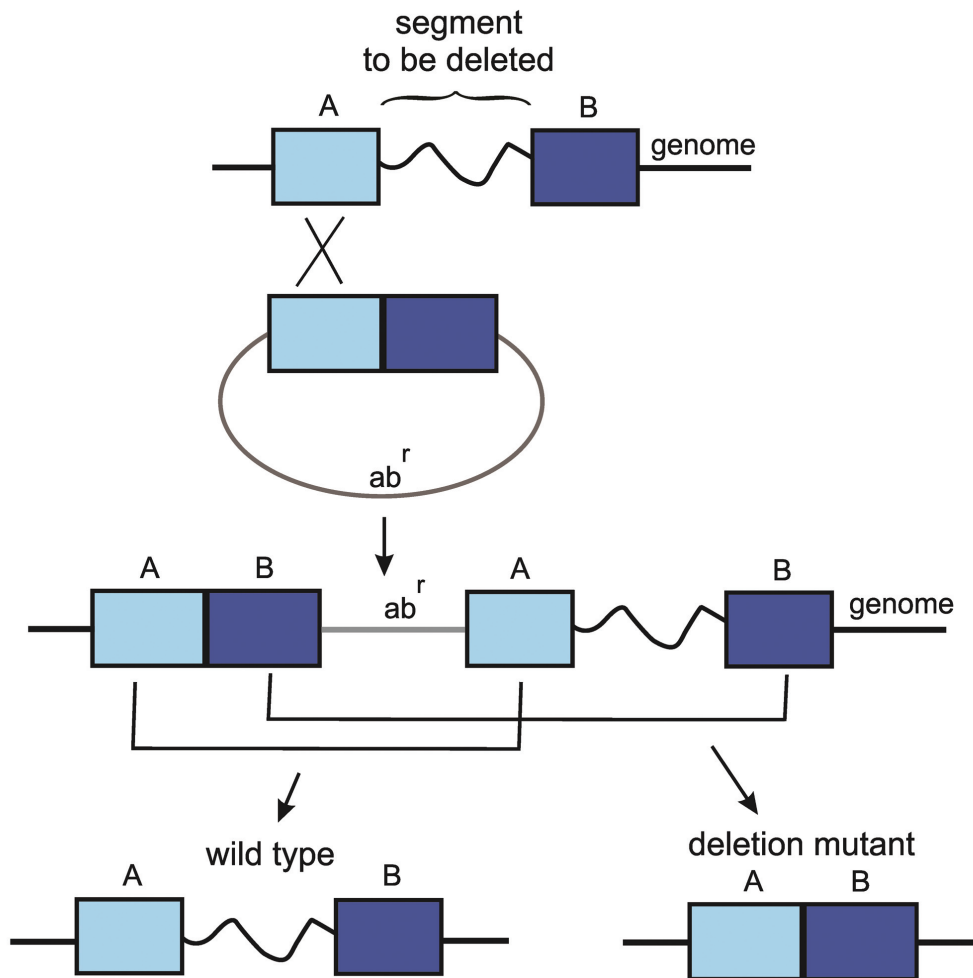 segment
to be deleted
A
B
genome
ab^r
A
B
ab^r
A
B
genome
wild type
A
B
deletion mutant
A
B